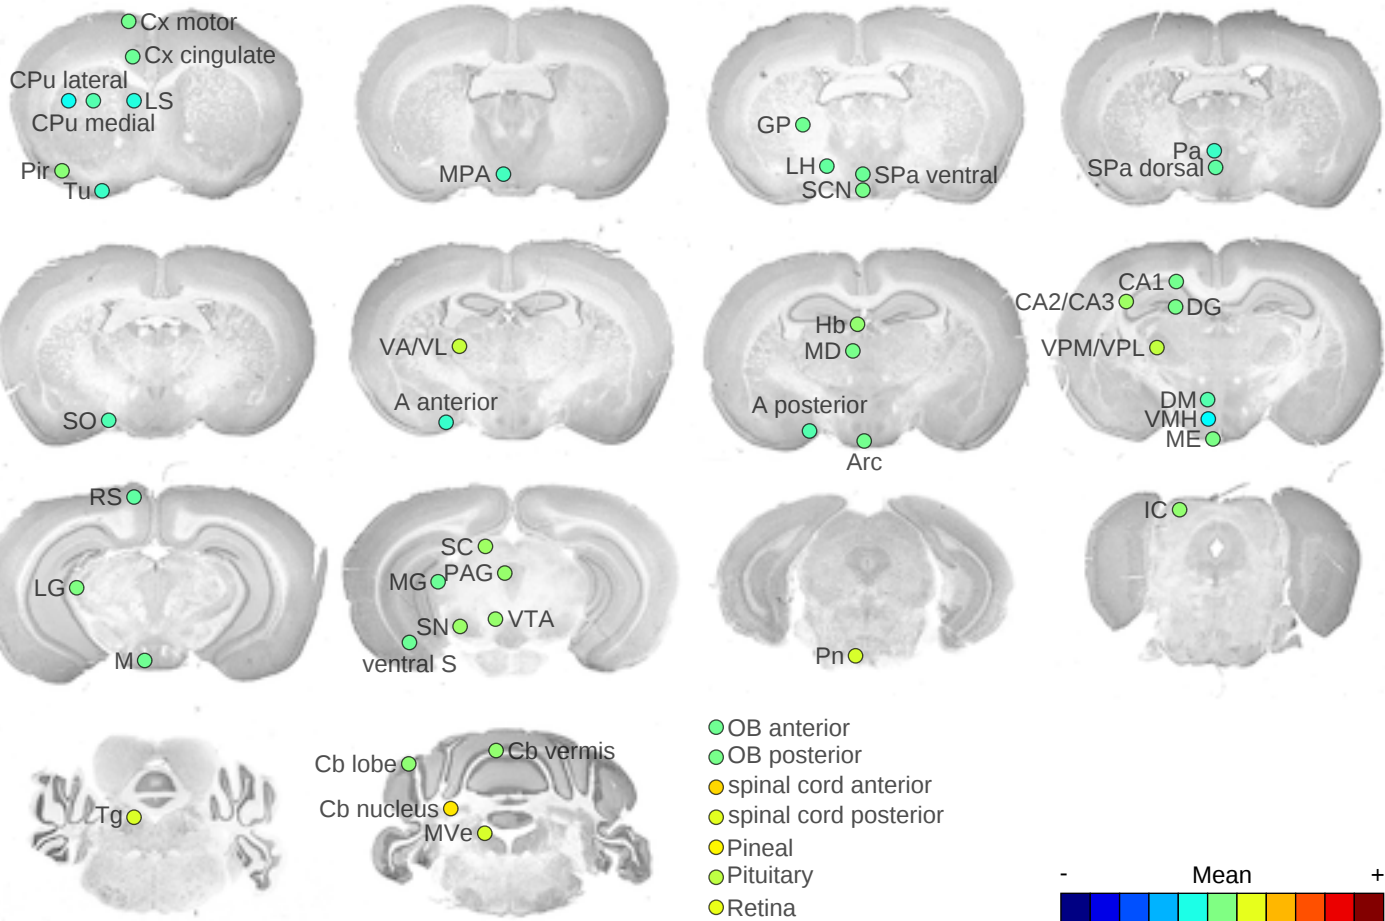 Cx motor
Cx cingulate
CPu lateral
LS
CPu medial
Pir
Tu
MPA
GP
LH
SPa ventral
SCN
Pa
SPa dorsal
SO
VA/VL
A anterior
Hb
MD
A posterior
Arc
CA1
CA2/CA3
DG
VPM/VPL
DM
VMH
ME
RS
LG
M
SC
MG
PAG
SN
VTA
ventral S
Pn
IC
Tg
Cb lobe
Cb vermis
Cb nucleus
MVe
OB anterior
OB posterior
spinal cord anterior
spinal cord posterior
Pineal
Pituitary
Retina
- Mean +